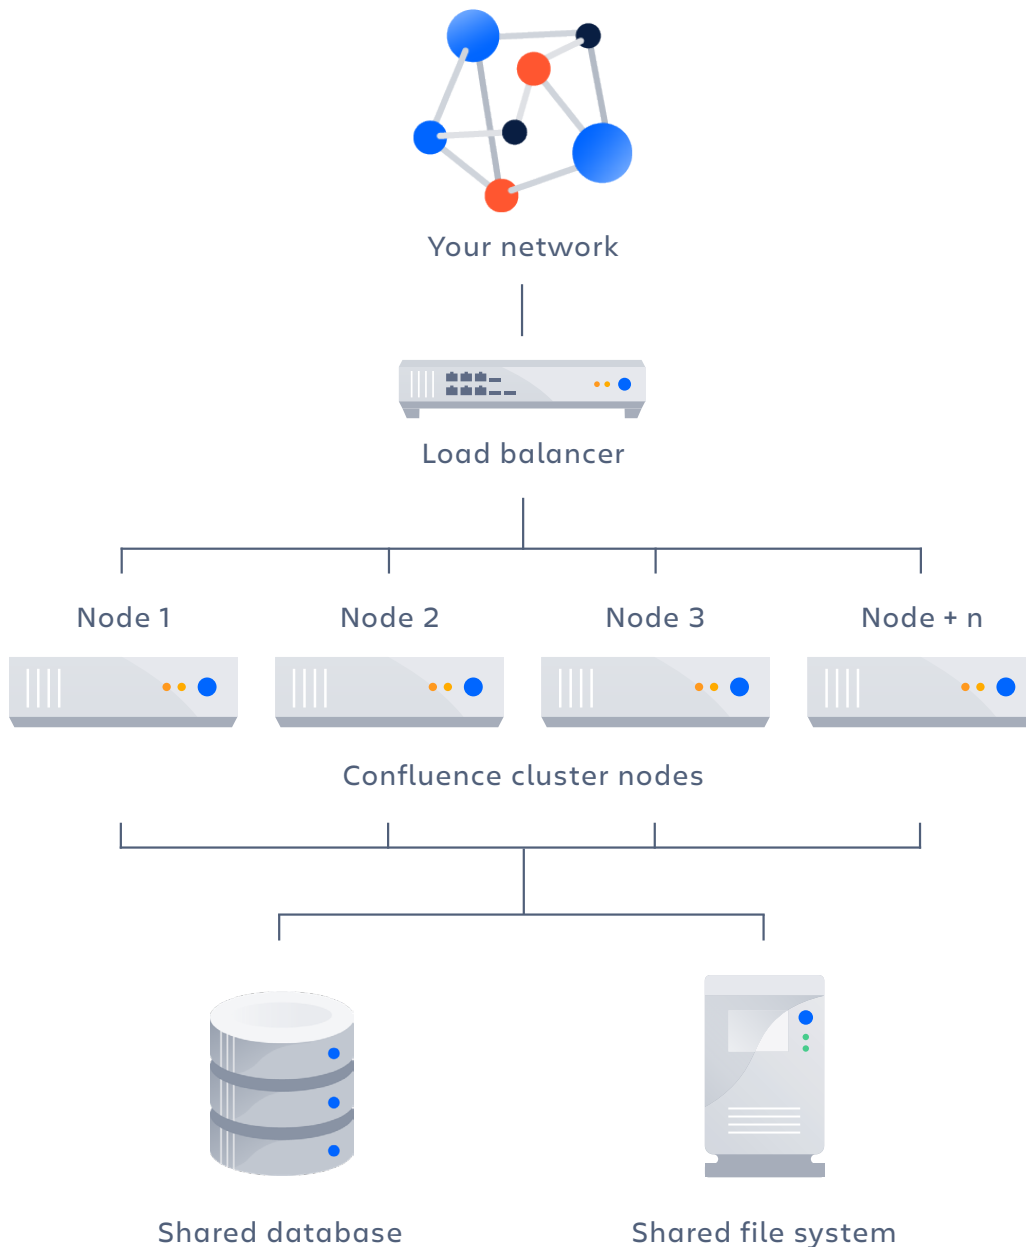 Your network
Load balancer
Node 1
Node 2
Node 3
Node + n
Confluence cluster nodes
Shared database
Shared file system